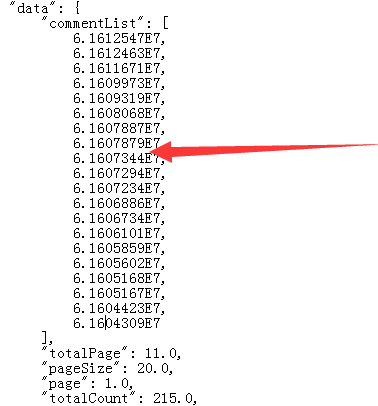 "data": {
"commentList": [
6.1612547E7,
6.1612463E7,
6.1611671E7,
6.1609973E7,
6.1609319E7,
6.1608068E7,
6.1607887E7,
6.1607879E7,
6.1607344E7,
6.1607294E7,
6.1607234E7,
6.1606886E7,
6.1606734E7,
6.1606101E7,
6.1605859E7,
6.1605602E7,
6.1605168E7,
6.1605167E7,
6.1604423E7,
6.1604309E7
],
"totalPage": 11.0,
"pageSize": 20.0,
"page": 1.0,
"totalCount": 215.0,